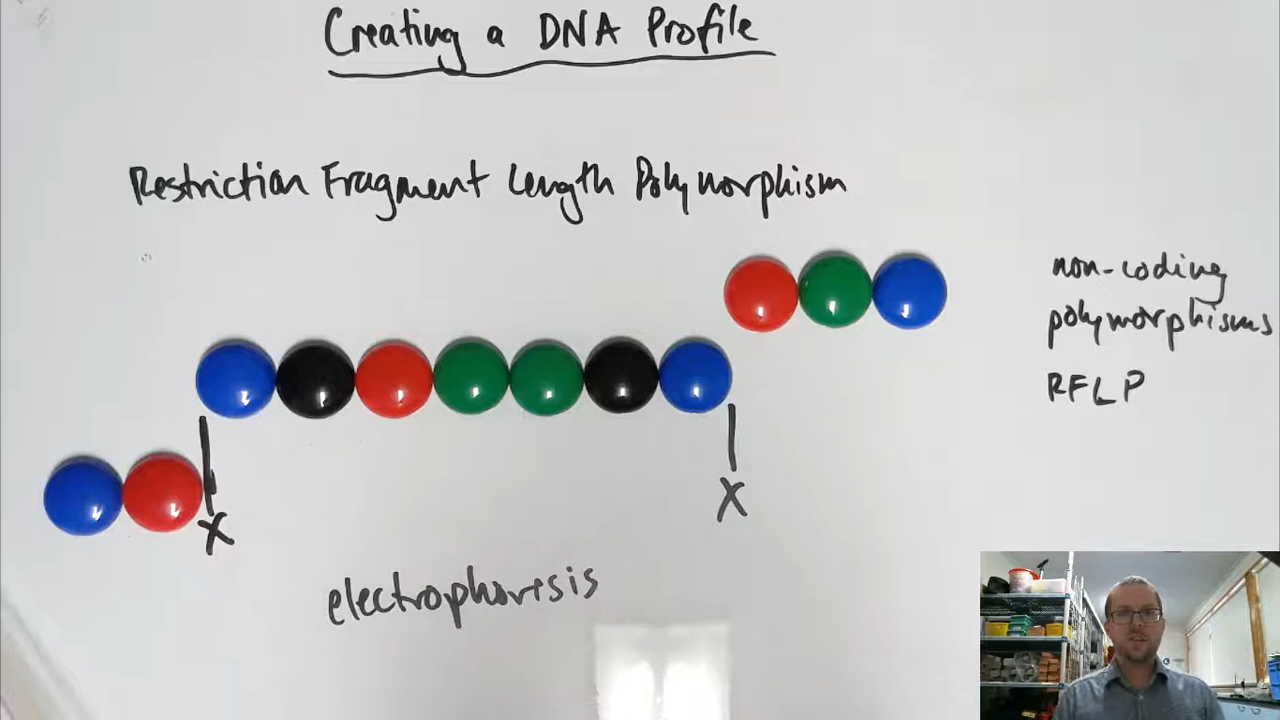 Creating a DNA Profile
Restriction Fragment Length Polymorphism
non-coding
polymorphisms
RFLP
X
X
electrophoresis